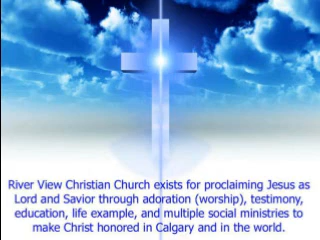 River View Christian Church exists for proclaiming Jesus as
Lord and Savior through adoration (worship), testimony,
education, life example, and multiple social ministries to
make Christ honored in Calgary and in the world.